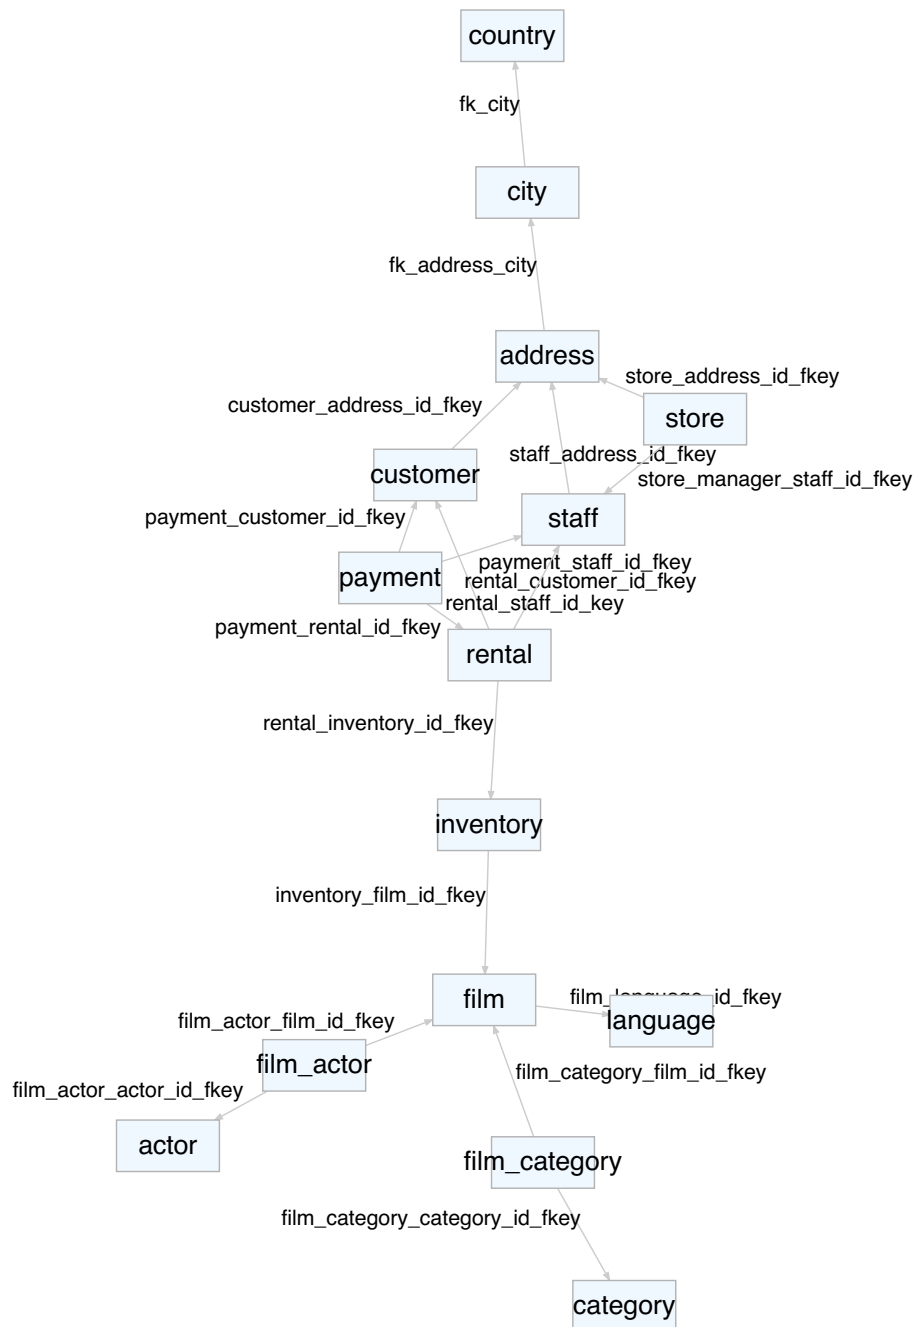 country
fk_city
city
fk_address_city
address
store_address_id_fkey
customer_address_id_fkey
store
staff_address_id_fkey
customer
store_manager_staff_id_fkey
payment_customer_id_fkey
staff
payment_staff_id_fkey
payment
rental_customer_id_fkey
rental_staff_id_key
payment_rental_id_fkey
rental
rental_inventory_id_fkey
inventory
inventory_film_id_fkey
film
film_language_id_fkey
language
film_actor_film_id_fkey
film_actor
film_category_film_id_fkey
film_actor_actor_id_fkey
actor
film_category
film_category_category_id_fkey
category